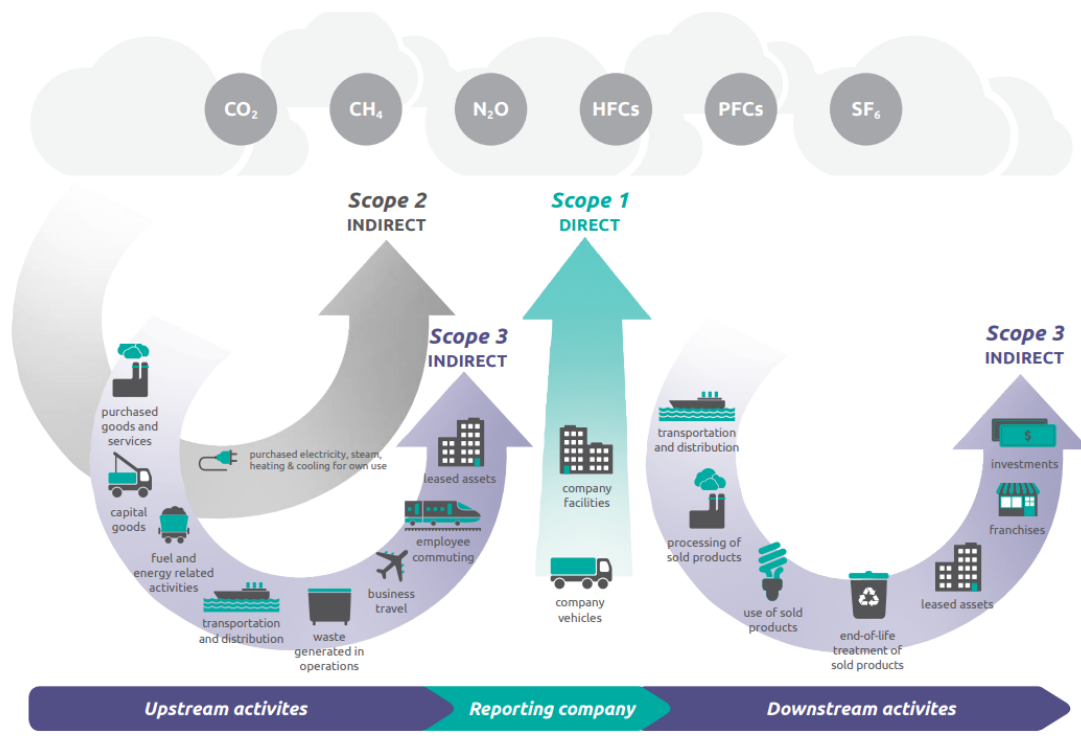 CO₂
CH₄
N₂O
HFCs
PFCs
SF₆
Scope 2
INDIRECT
Scope 1
DIRECT
Scope 3
INDIRECT
Scope 3
INDIRECT
purchased
goods and
services
capital
goods
fuel and
energy related
activities
transportation
and distribution
waste
generated in
operations
business
travel
employee
commuting
leased assets
purchased electricity, steam,
heating & cooling for own use
company
facilities
company
vehicles
transportation
and distribution
processing of
sold products
use of sold
products
end-of-life
treatment of
sold products
leased assets
franchises
investments
$
Upstream activites
Reporting company
Downstream activites